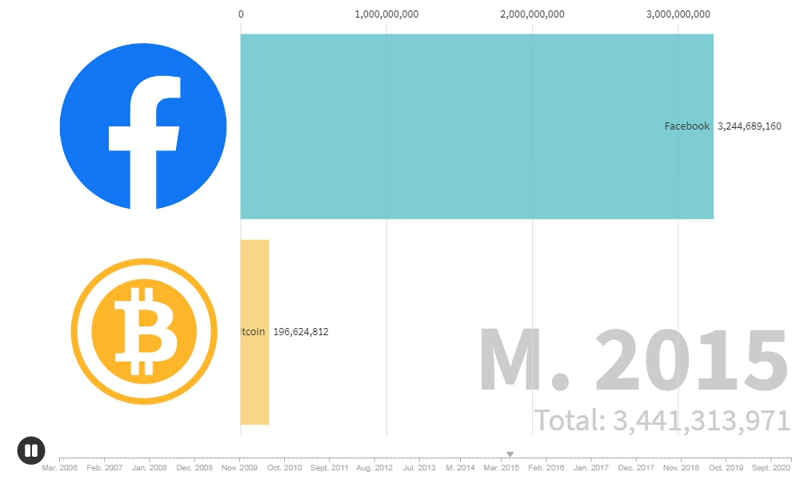 0 1,000,000,000 2,000,000,000 3,000,000,000
Facebook 3,244,689,160
itcoin 196,624,812
M. 2015
Total: 3,441,313,971
Mar. 2006 Feb. 2007 Jan. 2008 Dec. 2008 Nov. 2009 Oct. 2010 Sept. 2011 Aug. 2012 Jul. 2013 M. 2014 Mar. 2015 Feb. 2016 Jan. 2017 Dec. 2017 Nov. 2018 Oct. 2019 Sept. 2020